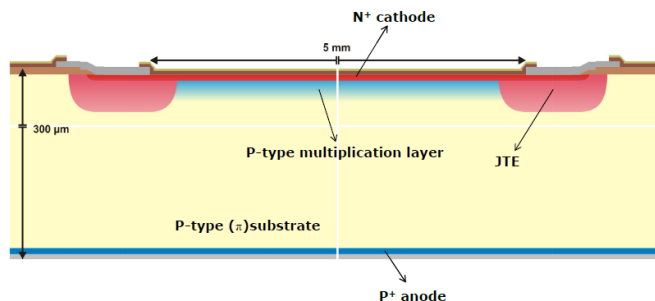 N⁺ cathode
5 mm
300 µm
P-type multiplication layer
JTE
P-type (π)substrate
P⁺ anode